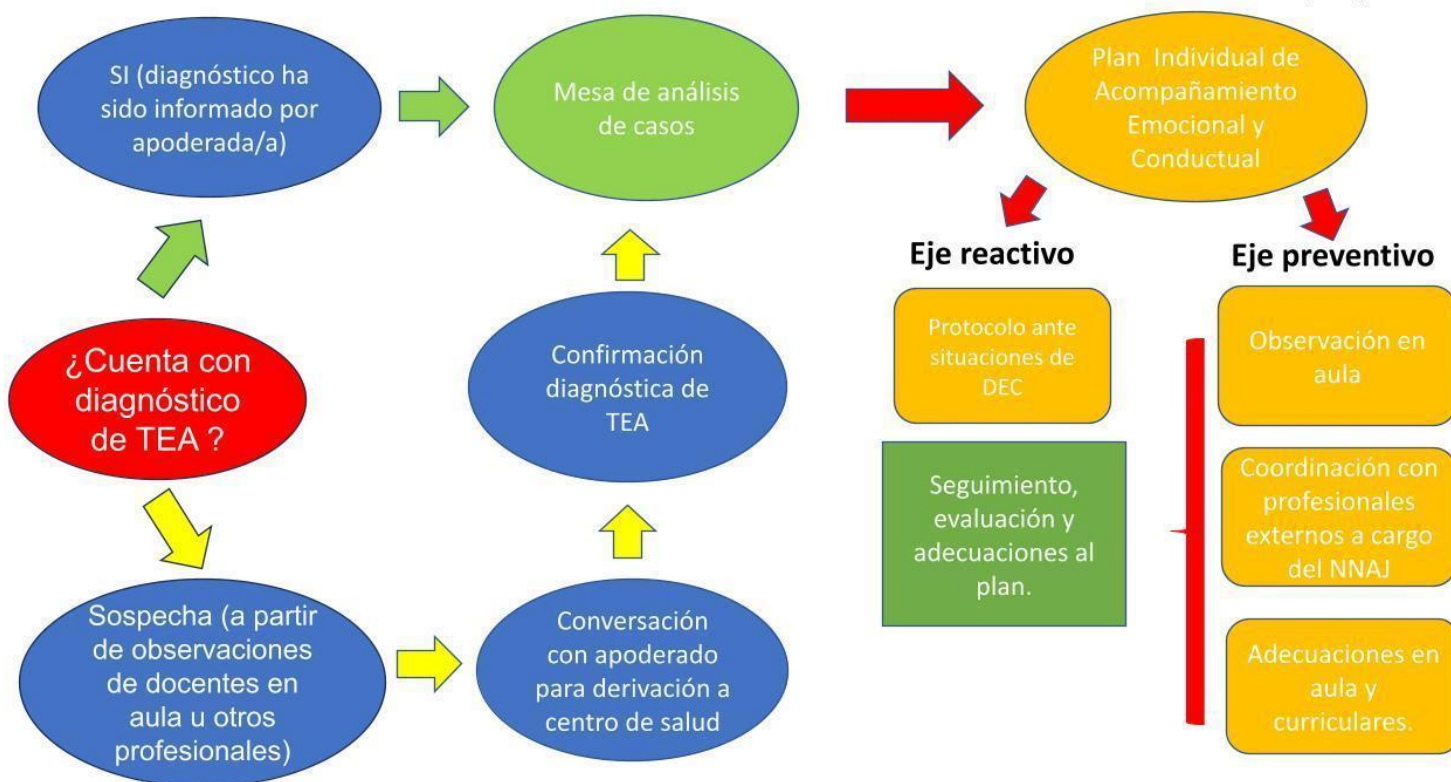 SI (diagnóstico ha
sido informado por
apoderada/a)
Mesa de análisis
de casos
Plan Individual de
Acompañamiento
Emocional y
Conductual
¿Cuenta con
diagnóstico
de TEA ?
Confirmación
diagnóstica de
TEA
Sospecha (a partir
de observaciones
de docentes en
aula u otros
profesionales)
Conversación
con apoderado
para derivación a
centro de salud
Eje reactivo
Protocolo ante
situaciones de
DEC
Seguimiento,
evaluación y
adecuaciones al
plan.
Eje preventivo
Observación en
aula
Coordinación con
profesionales
externos a cargo
del NNAJ
Adecuaciones en
aula y
curriculares.